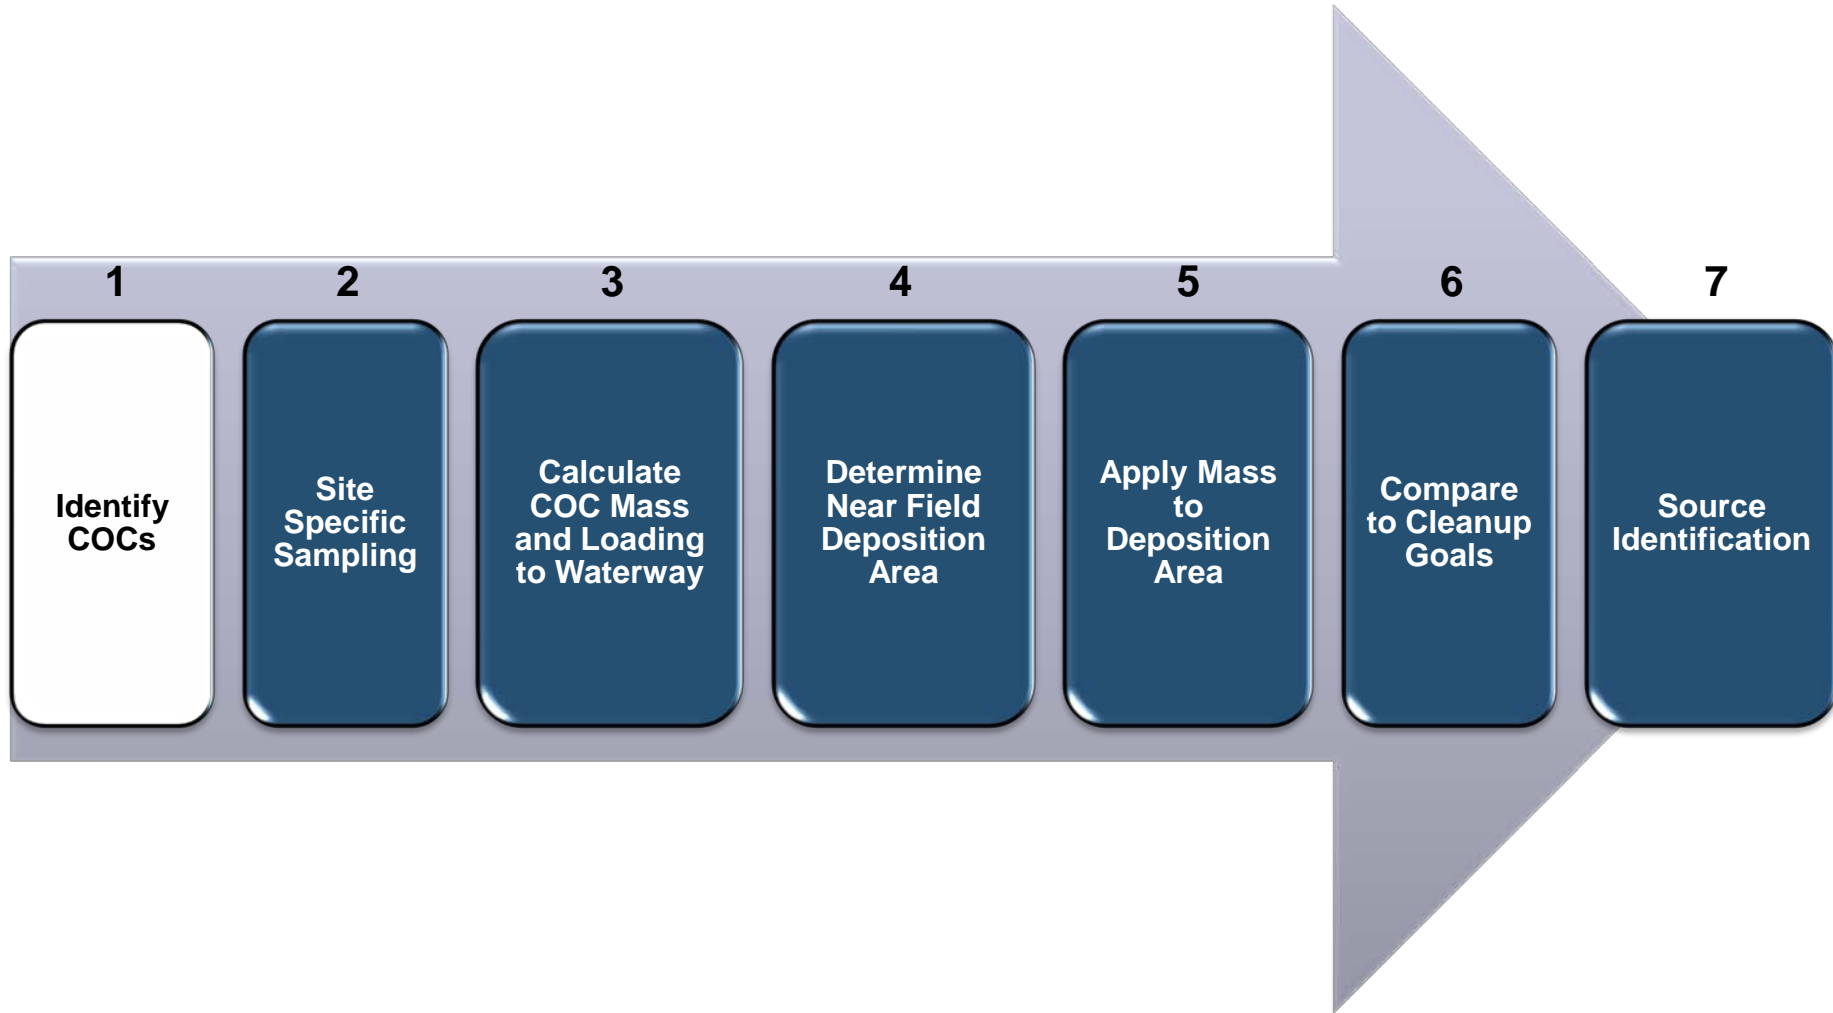 1
2
3
4
5
6
7
Identify
COCs
Site
Specific
Sampling
Calculate
COC Mass
and Loading
to Waterway
Determine
Near Field
Deposition
Area
Apply Mass
to
Deposition
Area
Compare
to Cleanup
Goals
Source
Identification